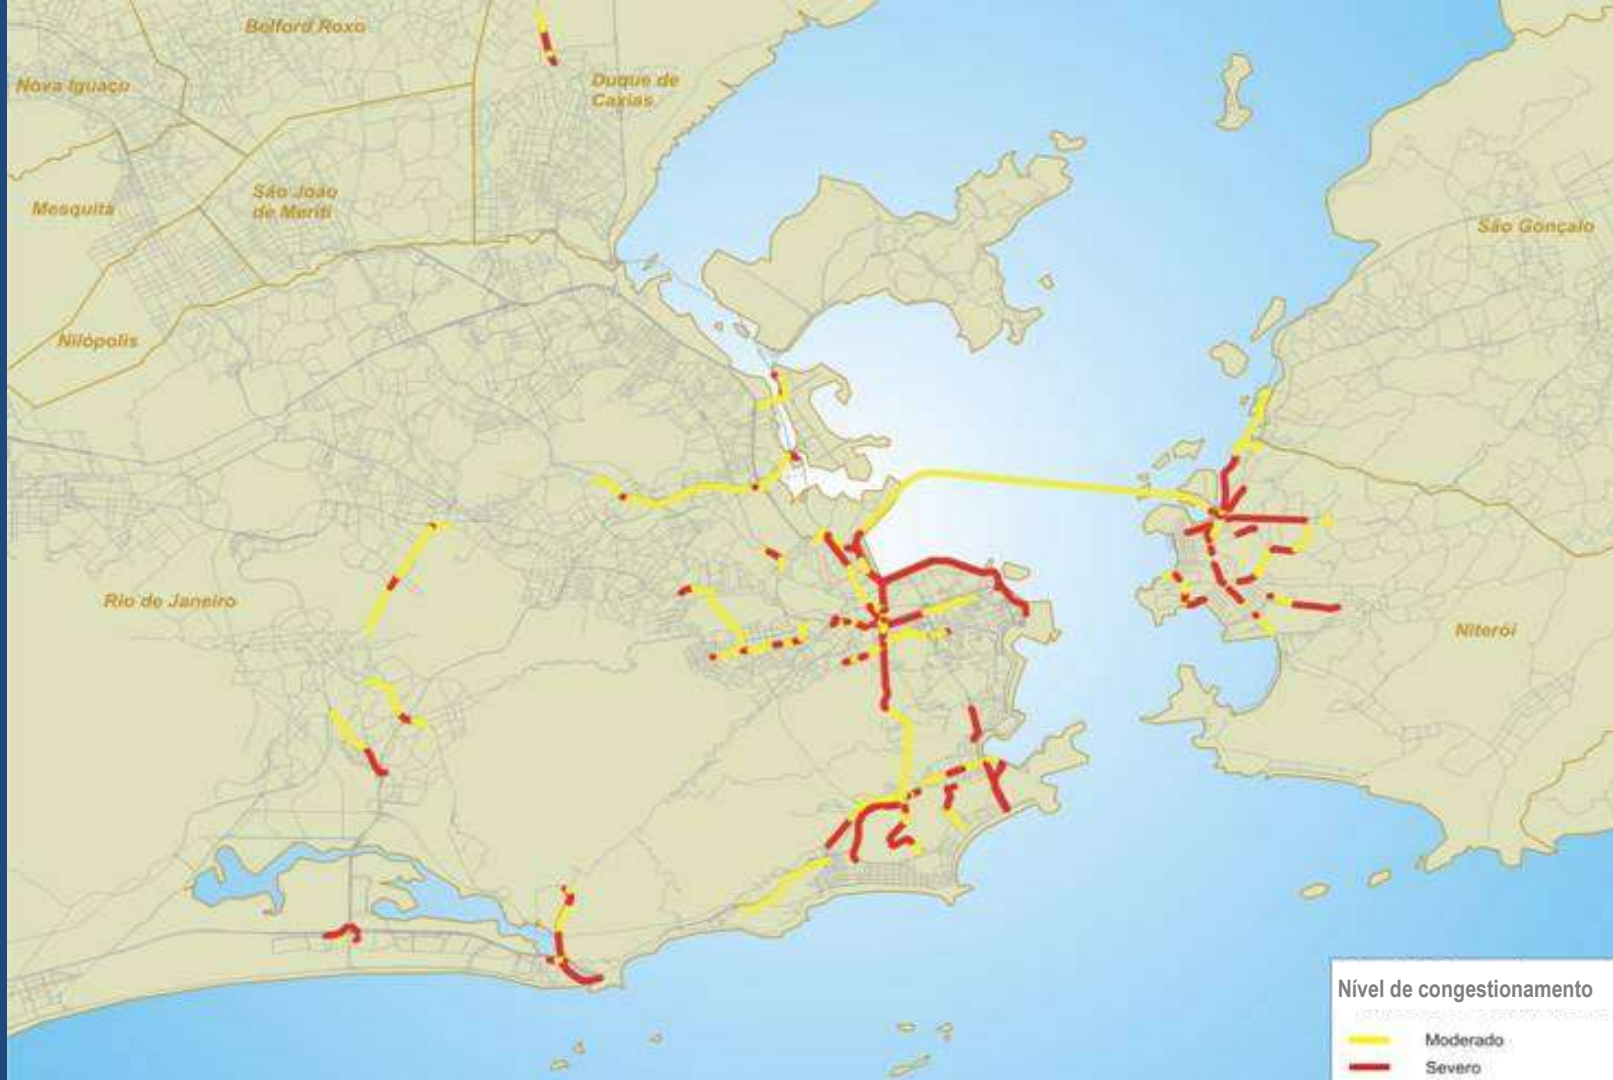 Belford Roxo
Nova Iguaçu
Duque de
Caxias
Mesquita
São João
de Meriti
São Gonçalo
Nilópolis
Rio de Janeiro
Niterói
Nível de congestionamento
Moderado
Severo